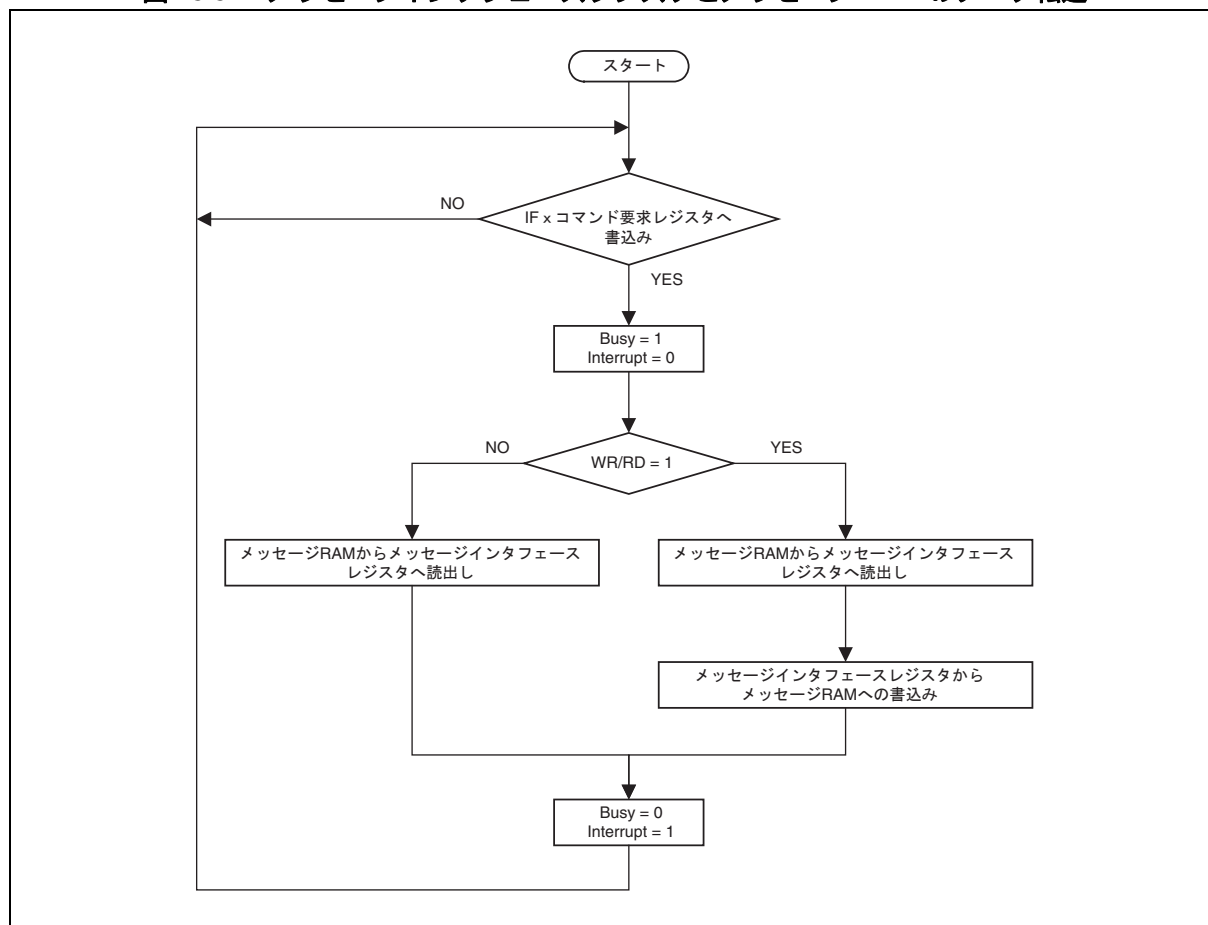 スタート
NO
IF x コマンド要求レジスタへ
書込み
YES
Busy = 1
Interrupt = 0
NO
WR/RD = 1
YES
メッセージRAMからメッセージインタフェース
レジスタへ読出し
メッセージRAMからメッセージインタフェース
レジスタへ読出し
メッセージインタフェースレジスタから
メッセージRAMへの書込み
Busy = 0
Interrupt = 1